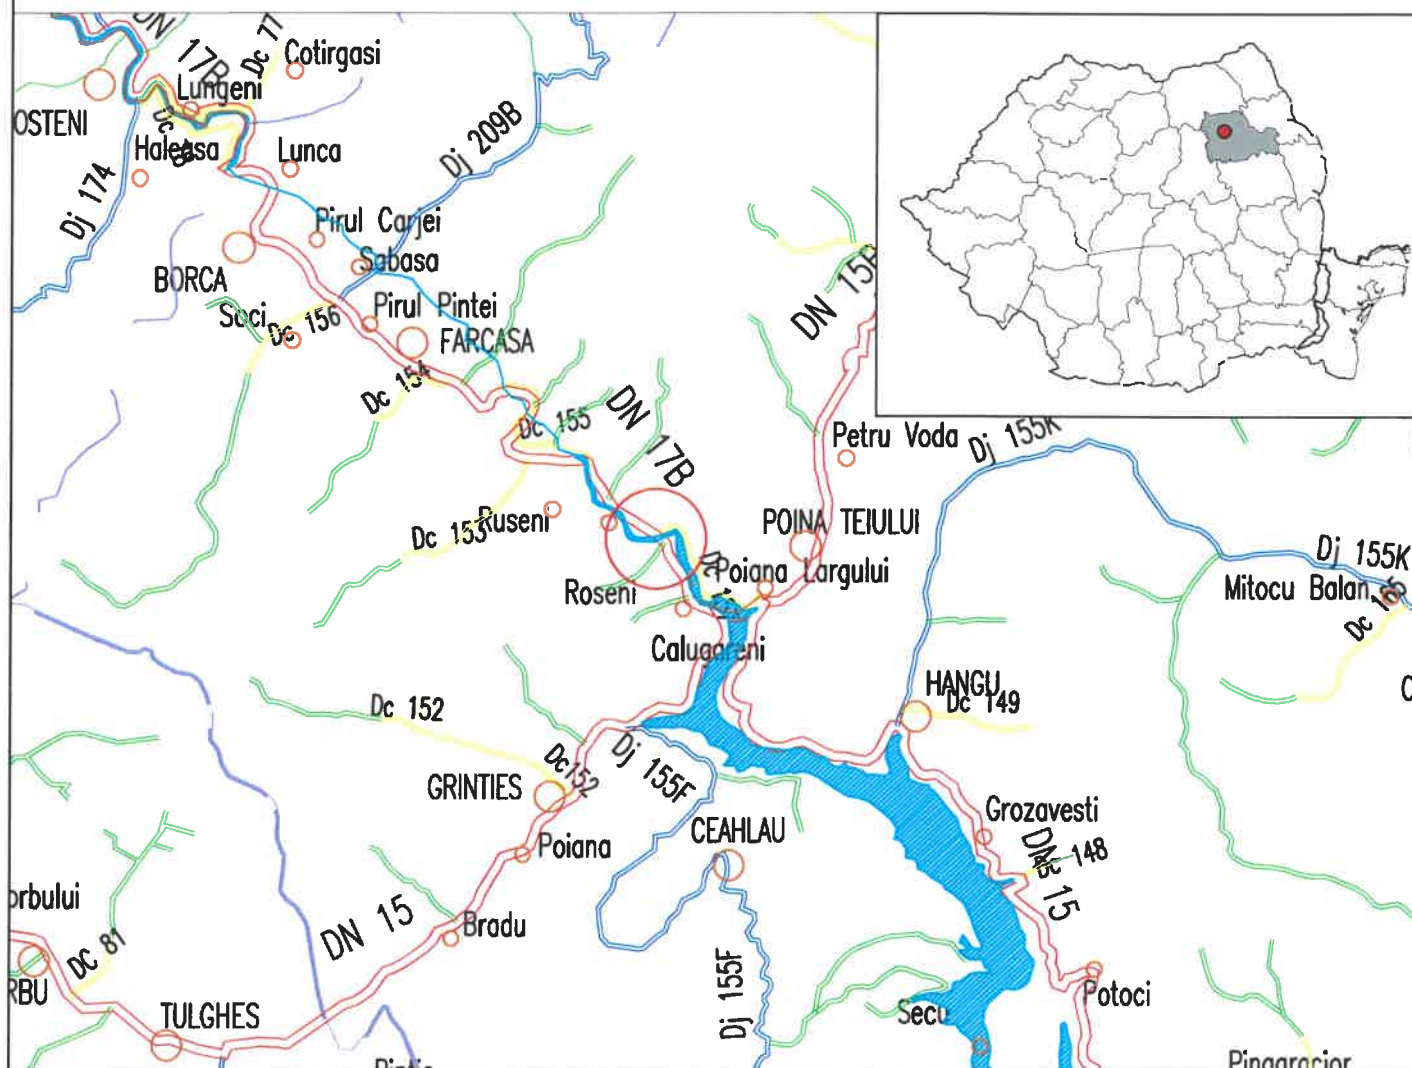 DN 17B
Dc 77
Cotirgasi
Lungeni
OSTENI
Haleasa
Lunca
Dj 209B
Dj 174
Pirul Carjei
Sabasa
BORCA
Soci
Dc 156
Pirul Pintei
FARCASA
DN 15B
Dc 154
Dc 155
DN 17B
Petru Voda
Dj 155K
Ruseni
Dc 153
POINA TEIULUI
Dj 155K
Poiana Largului
Dc
Roseni
Mitocu Balan
Dc
Calugareni
HANGU
Dc 149
Dc 152
Dj 155F
Dc152
GRINTIES
Grozavesti
CEAHLAU
Poiana
DN 15
148
orbului
DN 15
Bradu
DC 81
Dj 155F
RBU
Potoci
Secu
TULGHES